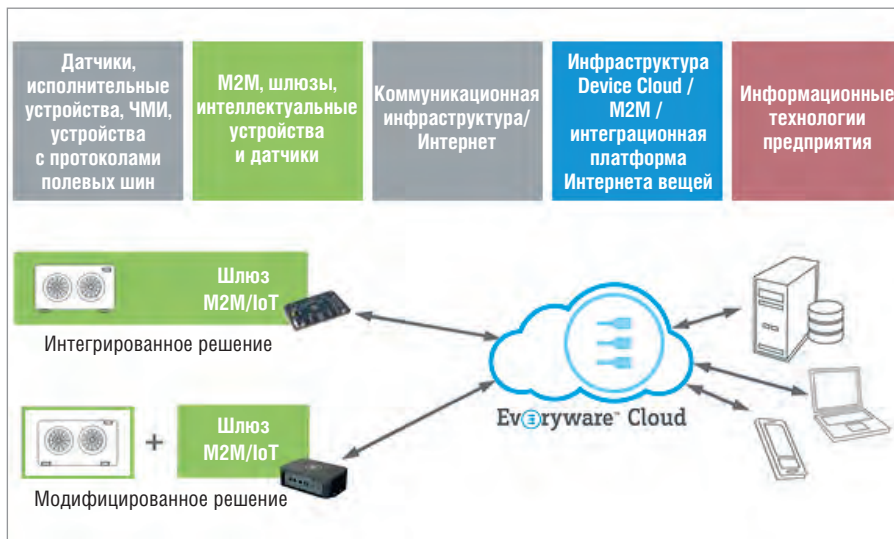 Датчики,
исполнительные
устройства, ЧМИ,
устройства
с протоколами
полевых шин
M2M, шлюзы,
интеллектуальные
устройства
и датчики
Коммуникационная
инфраструктура/
Интернет
Инфраструктура
Device Cloud /
M2M /
интеграционная
платформа
Интернета вещей
Информационные
технологии
предприятия
Шлюз
M2M/IoT
Интегрированное решение
+
Шлюз
M2M/IoT
Модифицированное решение
Everyware™ Cloud